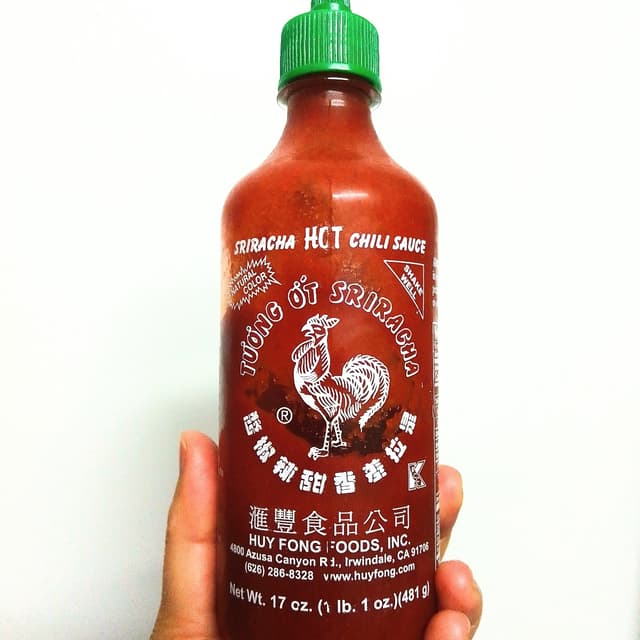 SRIRACHA HOT CHILI SAUCE
NATURAL
COLOR
SHAKE
WELL
TƯƠNG ỚT SRIRACHA
®
是拉差香甜辣椒醬
K
滙豐食品公司
HUY FONG FOODS, INC.
4800 Azusa Canyon Rd., Irwindale, CA 91706
(626) 286-8328 www.huyfong.com
Net Wt. 17 oz. (1 lb. 1 oz.)(481 g)